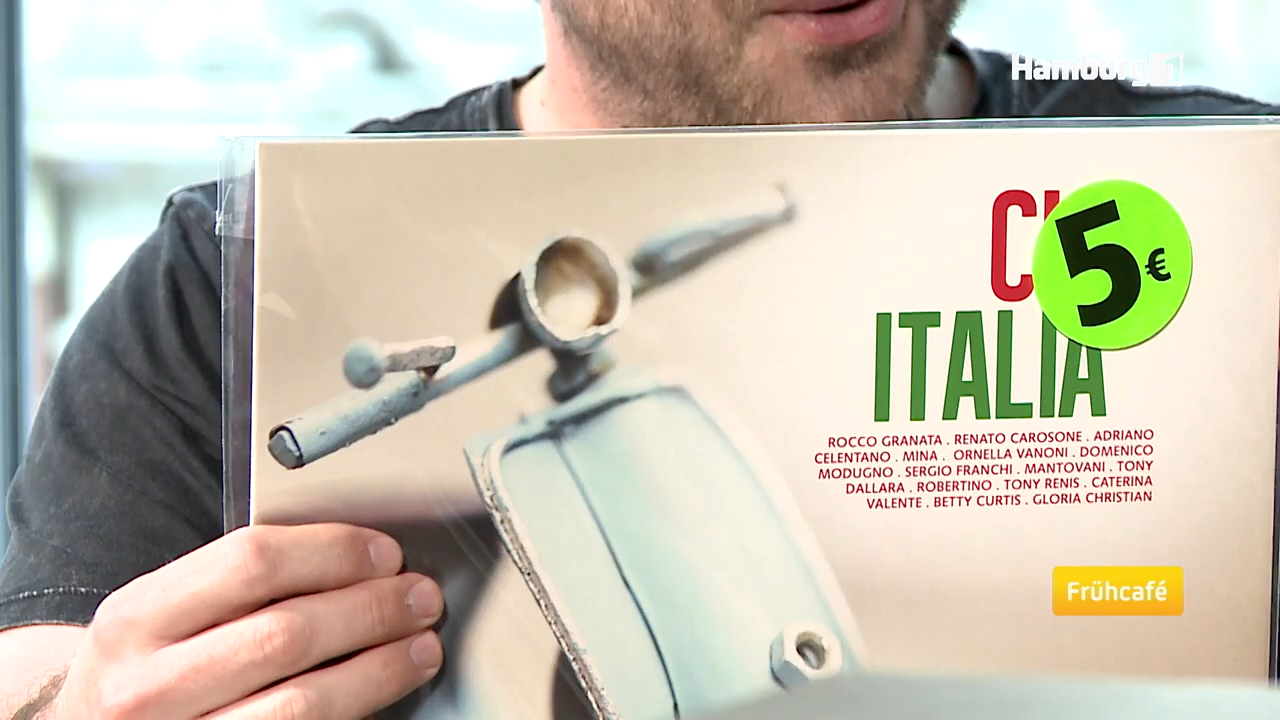 Hamburg 1
CI
5€
ITALIA
ROCCO GRANATA . RENATO CAROSONE . ADRIANO
CELENTANO . MINA . ORNELLA VANONI . DOMENICO
MODUGNO . SERGIO FRANCHI . MANTOVANI . TONY
DALLARA . ROBERTINO . TONY RENIS . CATERINA
VALENTE . BETTY CURTIS . GLORIA CHRISTIAN
Frühcafé